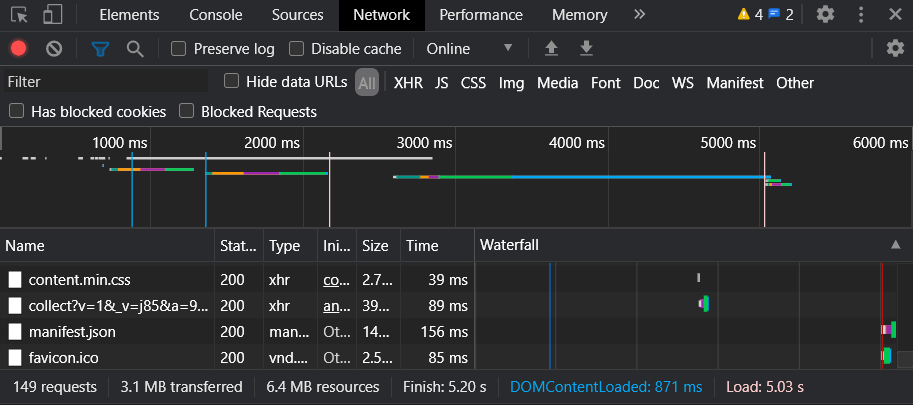 Elements Console Sources Network Performance Memory » 4 2
Preserve log Disable cache Online
Filter Hide data URLs All XHR JS CSS Img Media Font Doc WS Manifest Other
Has blocked cookies Blocked Requests
1000 ms 2000 ms 3000 ms 4000 ms 5000 ms 6000 ms
Name Stat... Type Ini... Size Time Waterfall
content.min.css 200 xhr co... 2.7... 39 ms
collect?v=1&_v=j85&a=9... 200 xhr an... 39... 89 ms
manifest.json 200 man... Ot... 14... 156 ms
favicon.ico 200 vnd.... Ot... 2.5... 85 ms
149 requests 3.1 MB transferred 6.4 MB resources Finish: 5.20 s DOMContentLoaded: 871 ms Load: 5.03 s